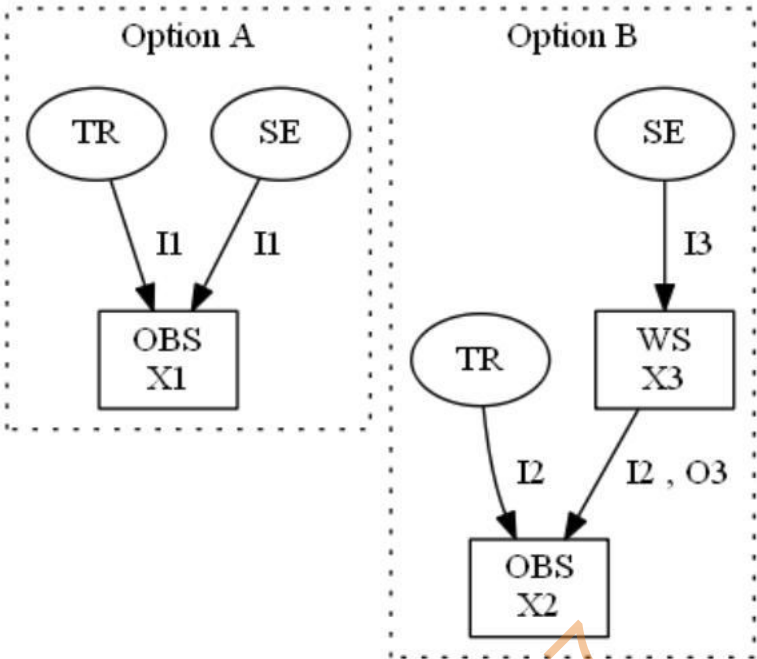 Option A
TR
SE
I1
I1
OBS
X1
Option B
SE
I3
TR
WS
X3
I2
I2 , O3
OBS
X2